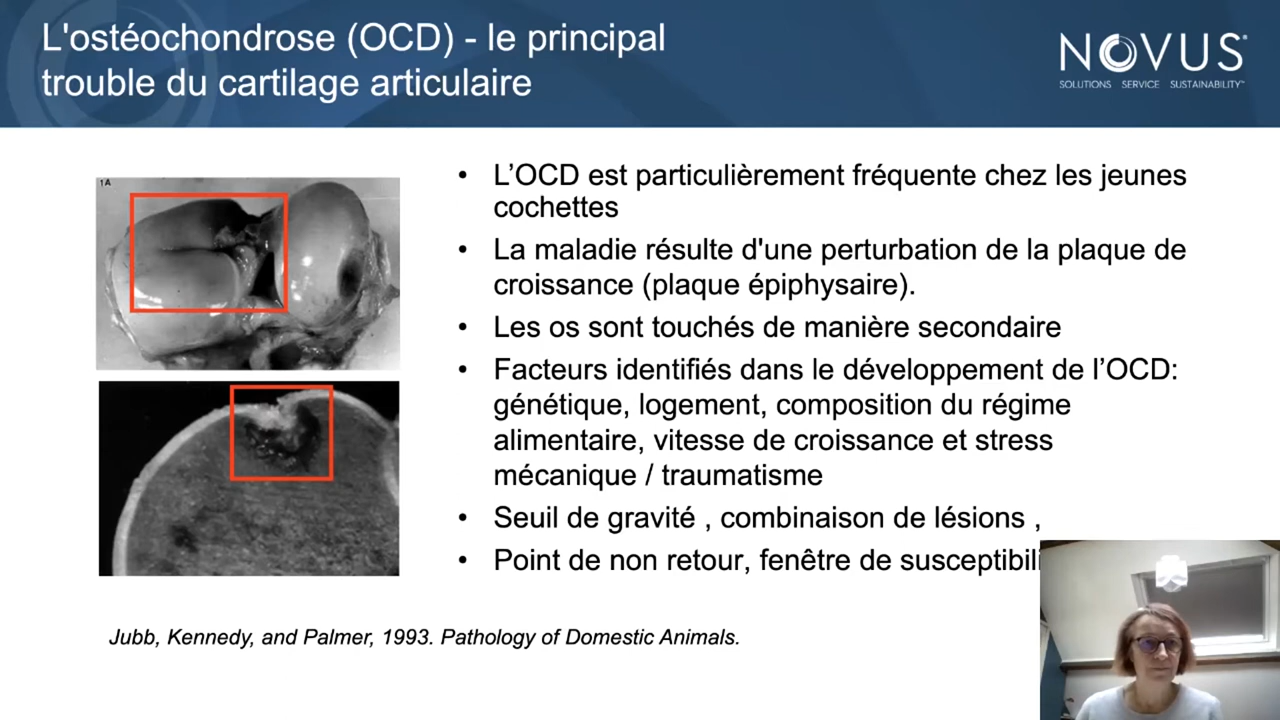 L'ostéochondrose (OCD) - le principal
trouble du cartilage articulaire
NOVUS
SOLUTIONS SERVICE SUSTAINABILITY™
1A
• L’OCD est particulièrement fréquente chez les jeunes
cochettes
• La maladie résulte d'une perturbation de la plaque de
croissance (plaque épiphysaire).
• Les os sont touchés de manière secondaire
• Facteurs identifiés dans le développement de l’OCD:
génétique, logement, composition du régime
alimentaire, vitesse de croissance et stress
mécanique / traumatisme
• Seuil de gravité , combinaison de lésions ,
• Point de non retour, fenêtre de susceptibili
Jubb, Kennedy, and Palmer, 1993. Pathology of Domestic Animals.